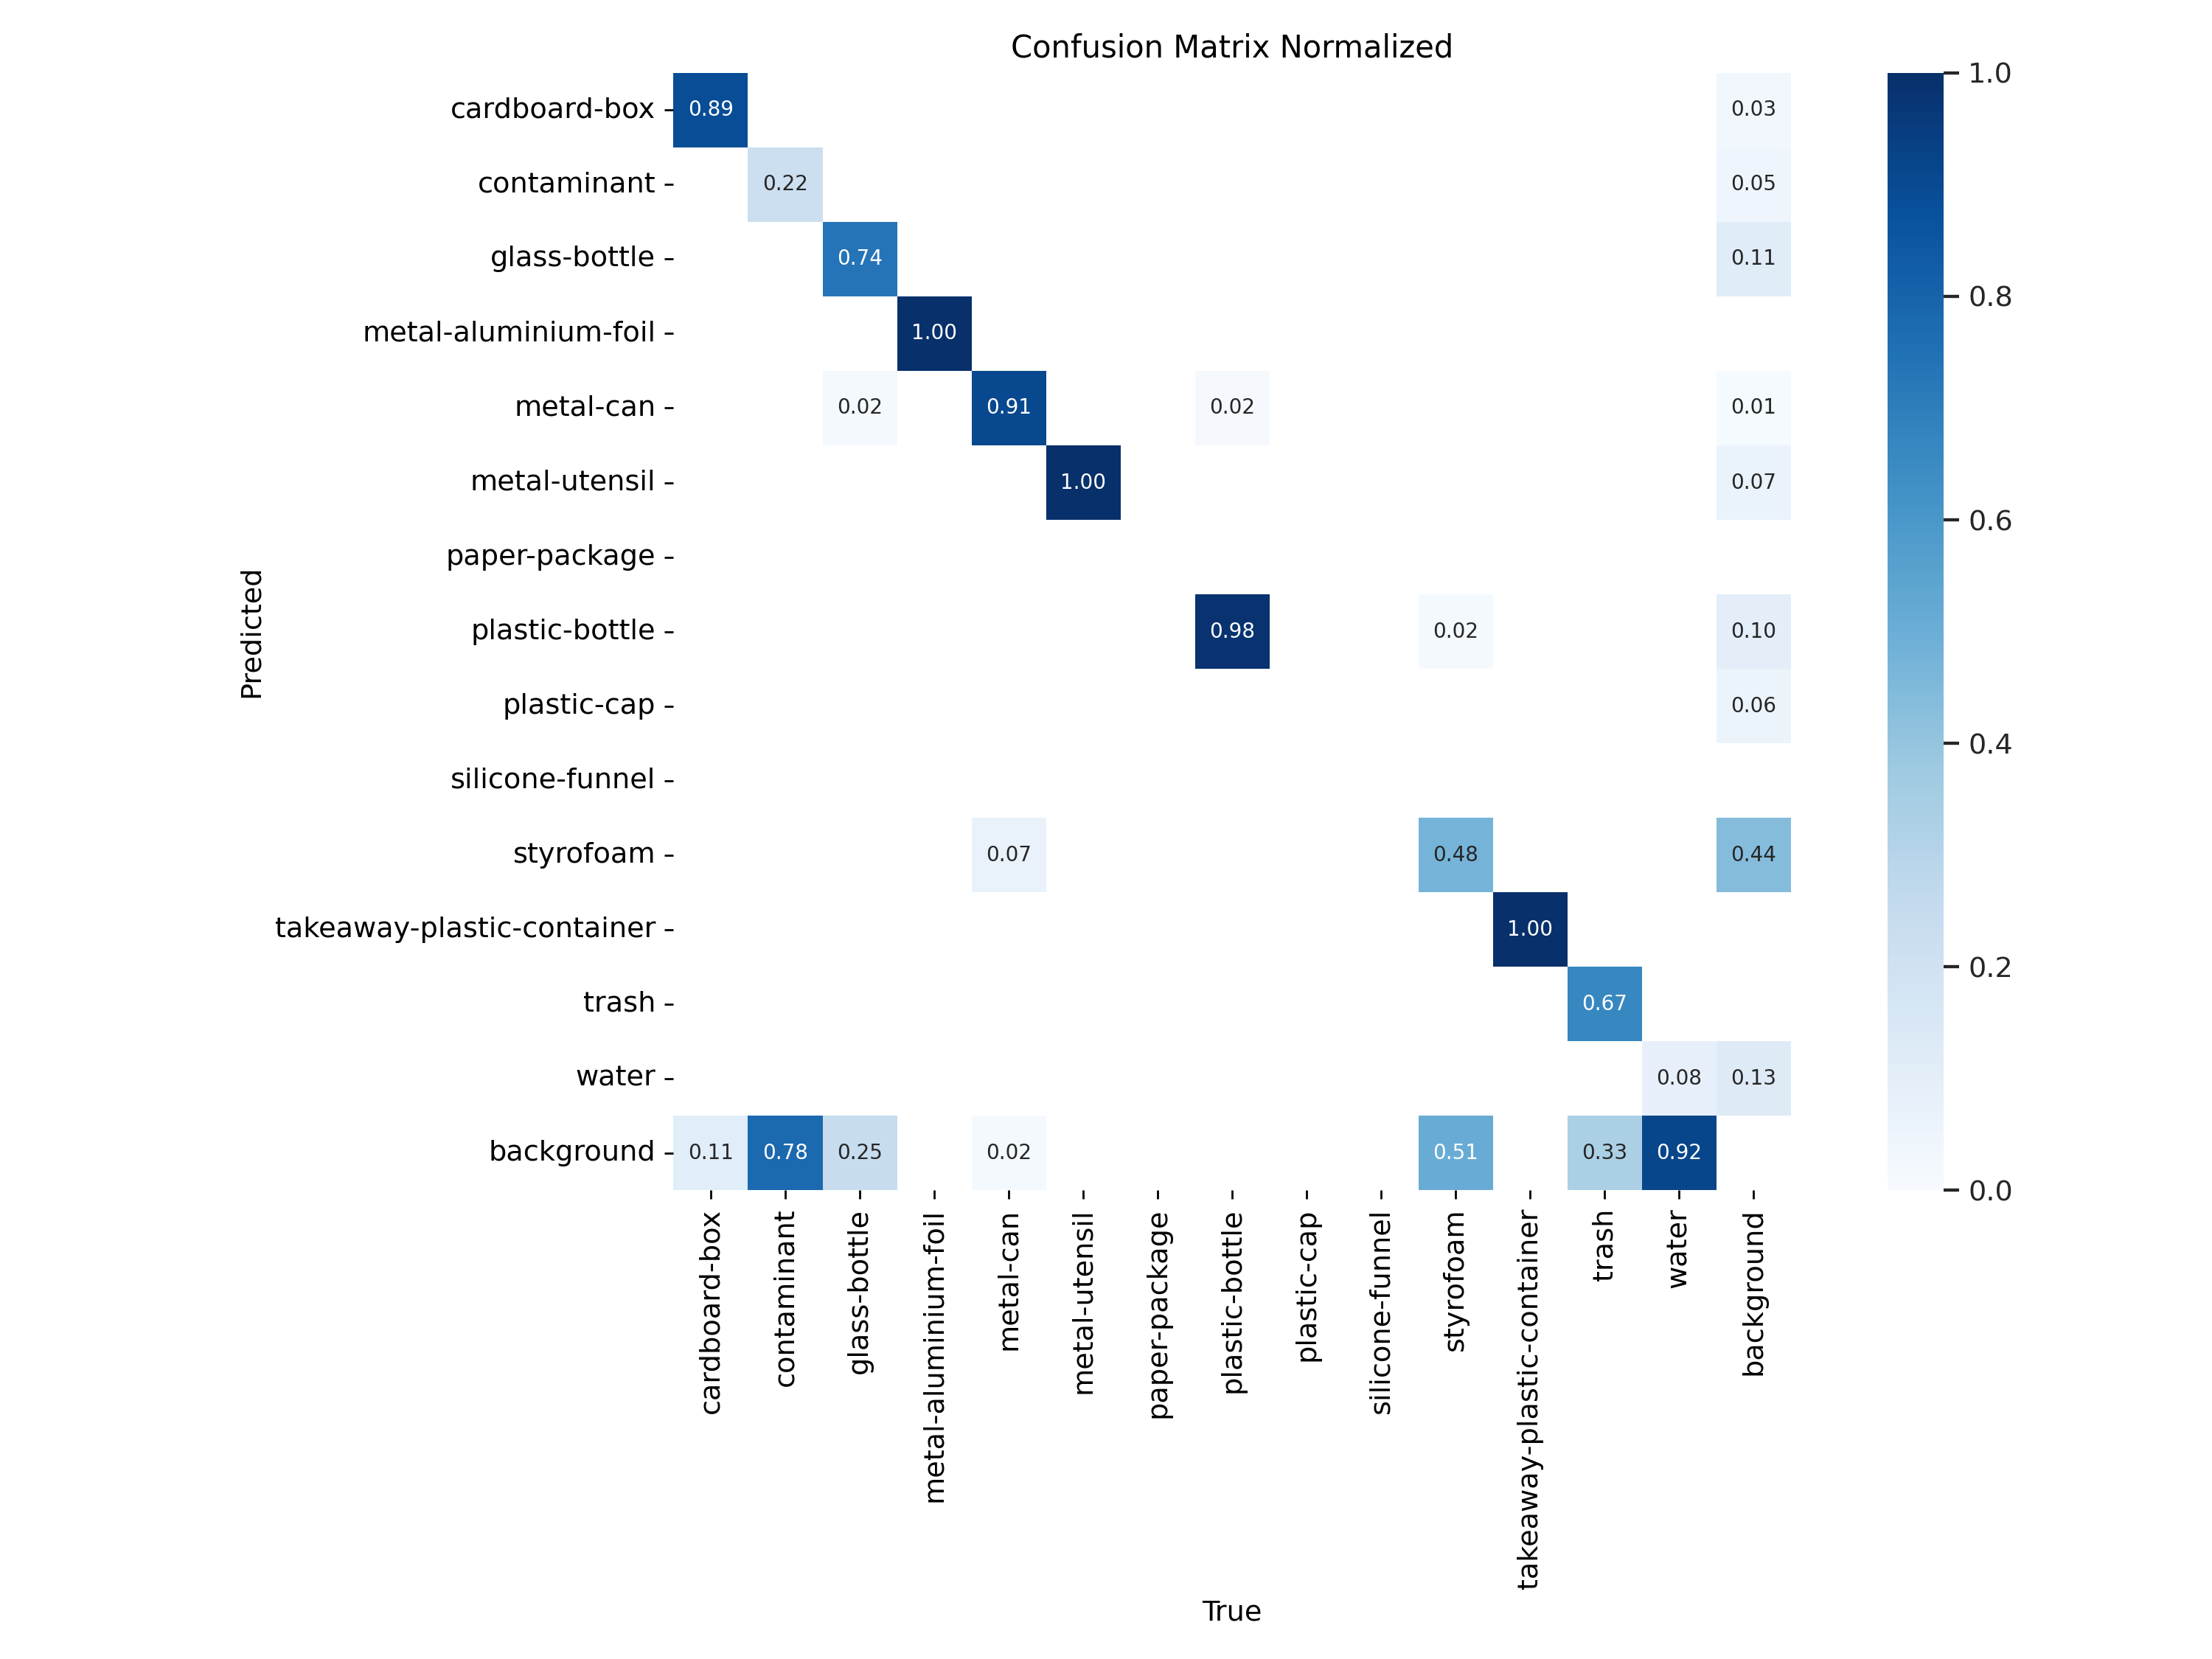 Confusion Matrix Normalized
cardboard-box 0.89 0.03 1.0
contaminant 0.22 0.05
glass-bottle 0.74 0.11
metal-aluminium-foil 1.00 0.8
metal-can 0.02 0.91 0.02 0.01
metal-utensil 1.00 0.07
paper-package 0.6
Predicted
plastic-bottle 0.98 0.02 0.10
plastic-cap 0.06
silicone-funnel 0.4
styrofoam 0.07 0.48 0.44
takeaway-plastic-container 1.00
trash 0.67 0.2
water 0.08 0.13
background 0.11 0.78 0.25 0.02 0.51 0.33 0.92
0.0
cardboard-box
contaminant
glass-bottle
metal-aluminium-foil
metal-can
metal-utensil
paper-package
plastic-bottle
plastic-cap
silicone-funnel
styrofoam
takeaway-plastic-container
trash
water
background
True